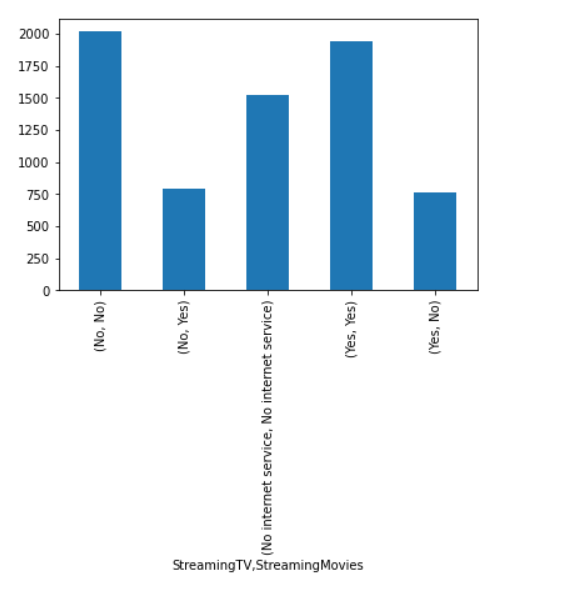 2000
1750
1500
1250
1000
750
500
250
0
(No, No)
(No, Yes)
(No internet service, No internet service)
(Yes, Yes)
(Yes, No)
StreamingTV,StreamingMovies